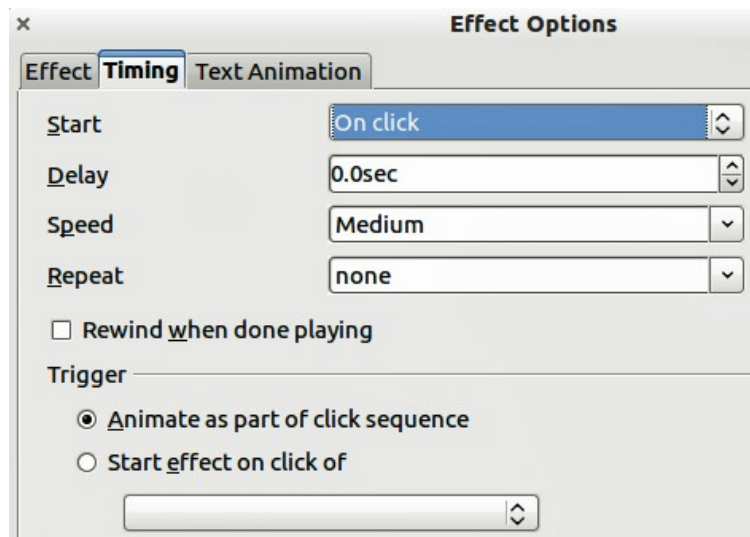 Effect Options
Effect Timing Text Animation
Start On click
Delay 0.0sec
Speed Medium
Repeat none
Rewind when done playing
Trigger
Animate as part of click sequence
Start effect on click of